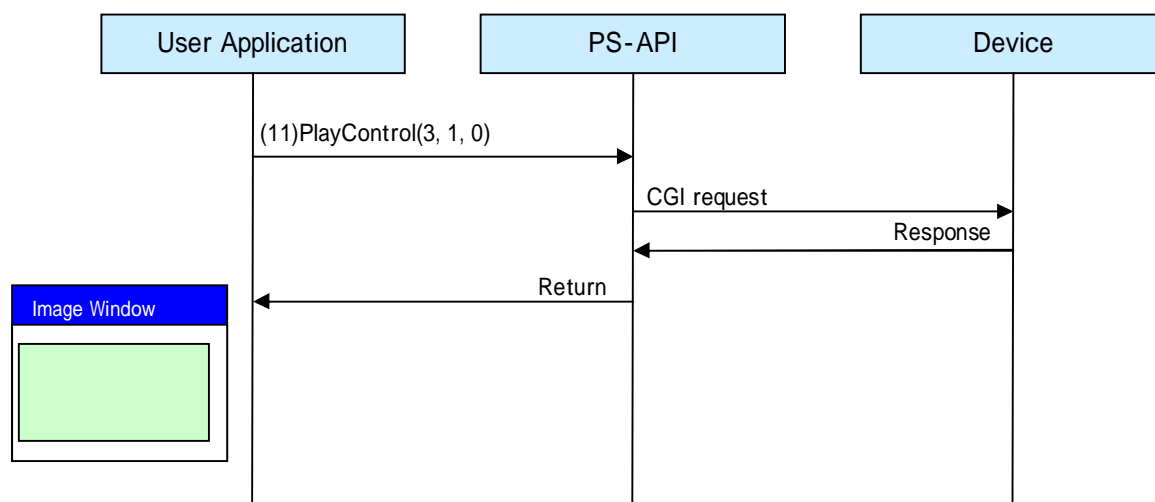 User Application
PS-API
Device
(11)PlayControl(3, 1, 0)
CGI request
Response
Return
Image Window